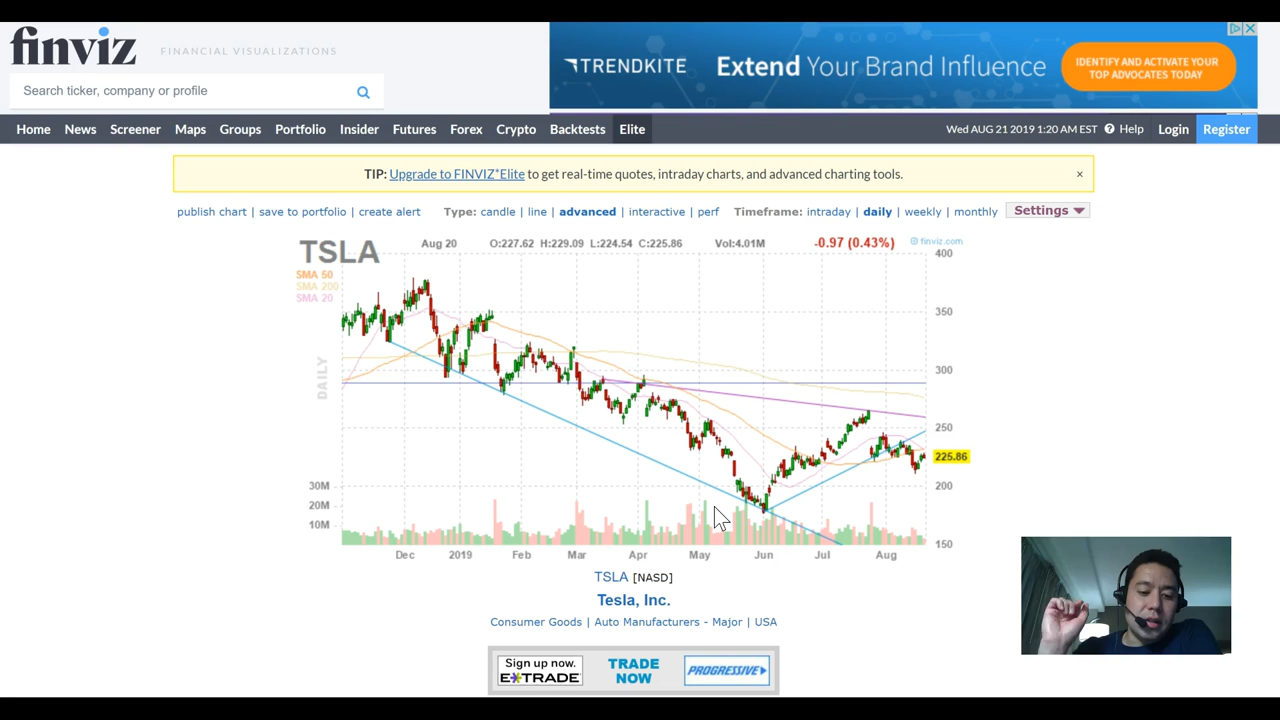 finviz FINANCIAL VISUALIZATIONS
Search ticker, company or profile
TRENDKITE Extend Your Brand Influence
IDENTIFY AND ACTIVATE YOUR
TOP ADVOCATES TODAY
Home News Screener Maps Groups Portfolio Insider Futures Forex Crypto Backtests Elite Wed AUG 21 2019 1:20 AM EST Help Login Register
TIP: Upgrade to FINVIZ*Elite to get real-time quotes, intraday charts, and advanced charting tools. ×
publish chart | save to portfolio | create alert Type: candle | line | advanced | interactive | perf Timeframe: intraday | daily | weekly | monthly Settings
TSLA Aug 20 O:227.62 H:229.09 L:224.54 C:225.86 Vol:4.01M -0.97 (0.43%) © finviz.com
SMA 50
SMA 200
SMA 20
DAILY
400
350
300
250
225.86
200
150
30M
20M
10M
Dec 2019 Feb Mar Apr May Jun Jul Aug
TSLA [NASD]
Tesla, Inc.
Consumer Goods | Auto Manufacturers - Major | USA
Sign up now.
E*TRADE
TRADE
NOW
PROGRESSIVE